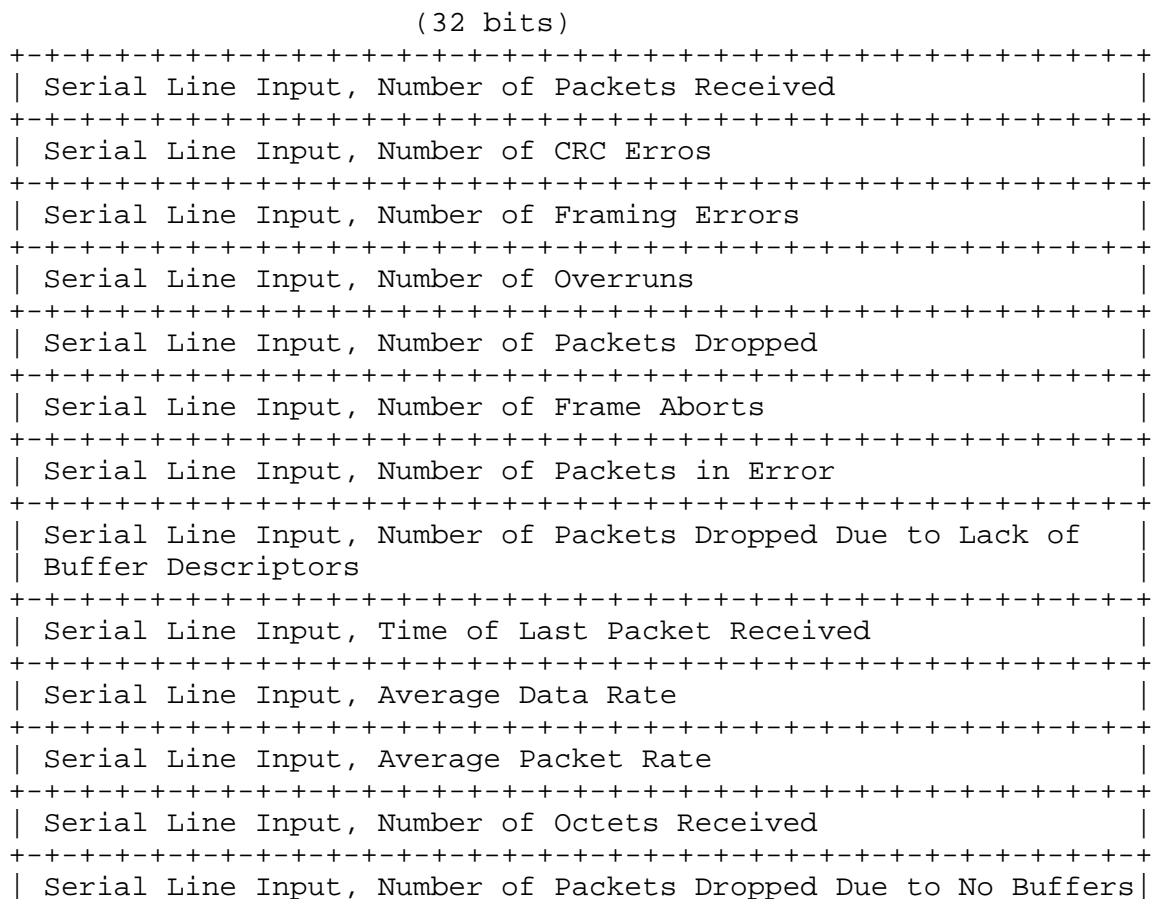 (32 bits)
+-+-+-+-+-+-+-+-+-+-+-+-+-+-+-+-+-+-+-+-+-+-+-+-+-+-+-+-+-+-+-+-+
| Serial Line Input, Number of Packets Received                 |
+-+-+-+-+-+-+-+-+-+-+-+-+-+-+-+-+-+-+-+-+-+-+-+-+-+-+-+-+-+-+-+-+
| Serial Line Input, Number of CRC Erros                        |
+-+-+-+-+-+-+-+-+-+-+-+-+-+-+-+-+-+-+-+-+-+-+-+-+-+-+-+-+-+-+-+-+
| Serial Line Input, Number of Framing Errors                   |
+-+-+-+-+-+-+-+-+-+-+-+-+-+-+-+-+-+-+-+-+-+-+-+-+-+-+-+-+-+-+-+-+
| Serial Line Input, Number of Overruns                         |
+-+-+-+-+-+-+-+-+-+-+-+-+-+-+-+-+-+-+-+-+-+-+-+-+-+-+-+-+-+-+-+-+
| Serial Line Input, Number of Packets Dropped                  |
+-+-+-+-+-+-+-+-+-+-+-+-+-+-+-+-+-+-+-+-+-+-+-+-+-+-+-+-+-+-+-+-+
| Serial Line Input, Number of Frame Aborts                     |
+-+-+-+-+-+-+-+-+-+-+-+-+-+-+-+-+-+-+-+-+-+-+-+-+-+-+-+-+-+-+-+-+
| Serial Line Input, Number of Packets in Error                 |
+-+-+-+-+-+-+-+-+-+-+-+-+-+-+-+-+-+-+-+-+-+-+-+-+-+-+-+-+-+-+-+-+
| Serial Line Input, Number of Packets Dropped Due to Lack of   |
| Buffer Descriptors                                            |
+-+-+-+-+-+-+-+-+-+-+-+-+-+-+-+-+-+-+-+-+-+-+-+-+-+-+-+-+-+-+-+-+
| Serial Line Input, Time of Last Packet Received               |
+-+-+-+-+-+-+-+-+-+-+-+-+-+-+-+-+-+-+-+-+-+-+-+-+-+-+-+-+-+-+-+-+
| Serial Line Input, Average Data Rate                          |
+-+-+-+-+-+-+-+-+-+-+-+-+-+-+-+-+-+-+-+-+-+-+-+-+-+-+-+-+-+-+-+-+
| Serial Line Input, Average Packet Rate                        |
+-+-+-+-+-+-+-+-+-+-+-+-+-+-+-+-+-+-+-+-+-+-+-+-+-+-+-+-+-+-+-+-+
| Serial Line Input, Number of Octets Received                  |
+-+-+-+-+-+-+-+-+-+-+-+-+-+-+-+-+-+-+-+-+-+-+-+-+-+-+-+-+-+-+-+-+
| Serial Line Input, Number of Packets Dropped Due to No Buffers|